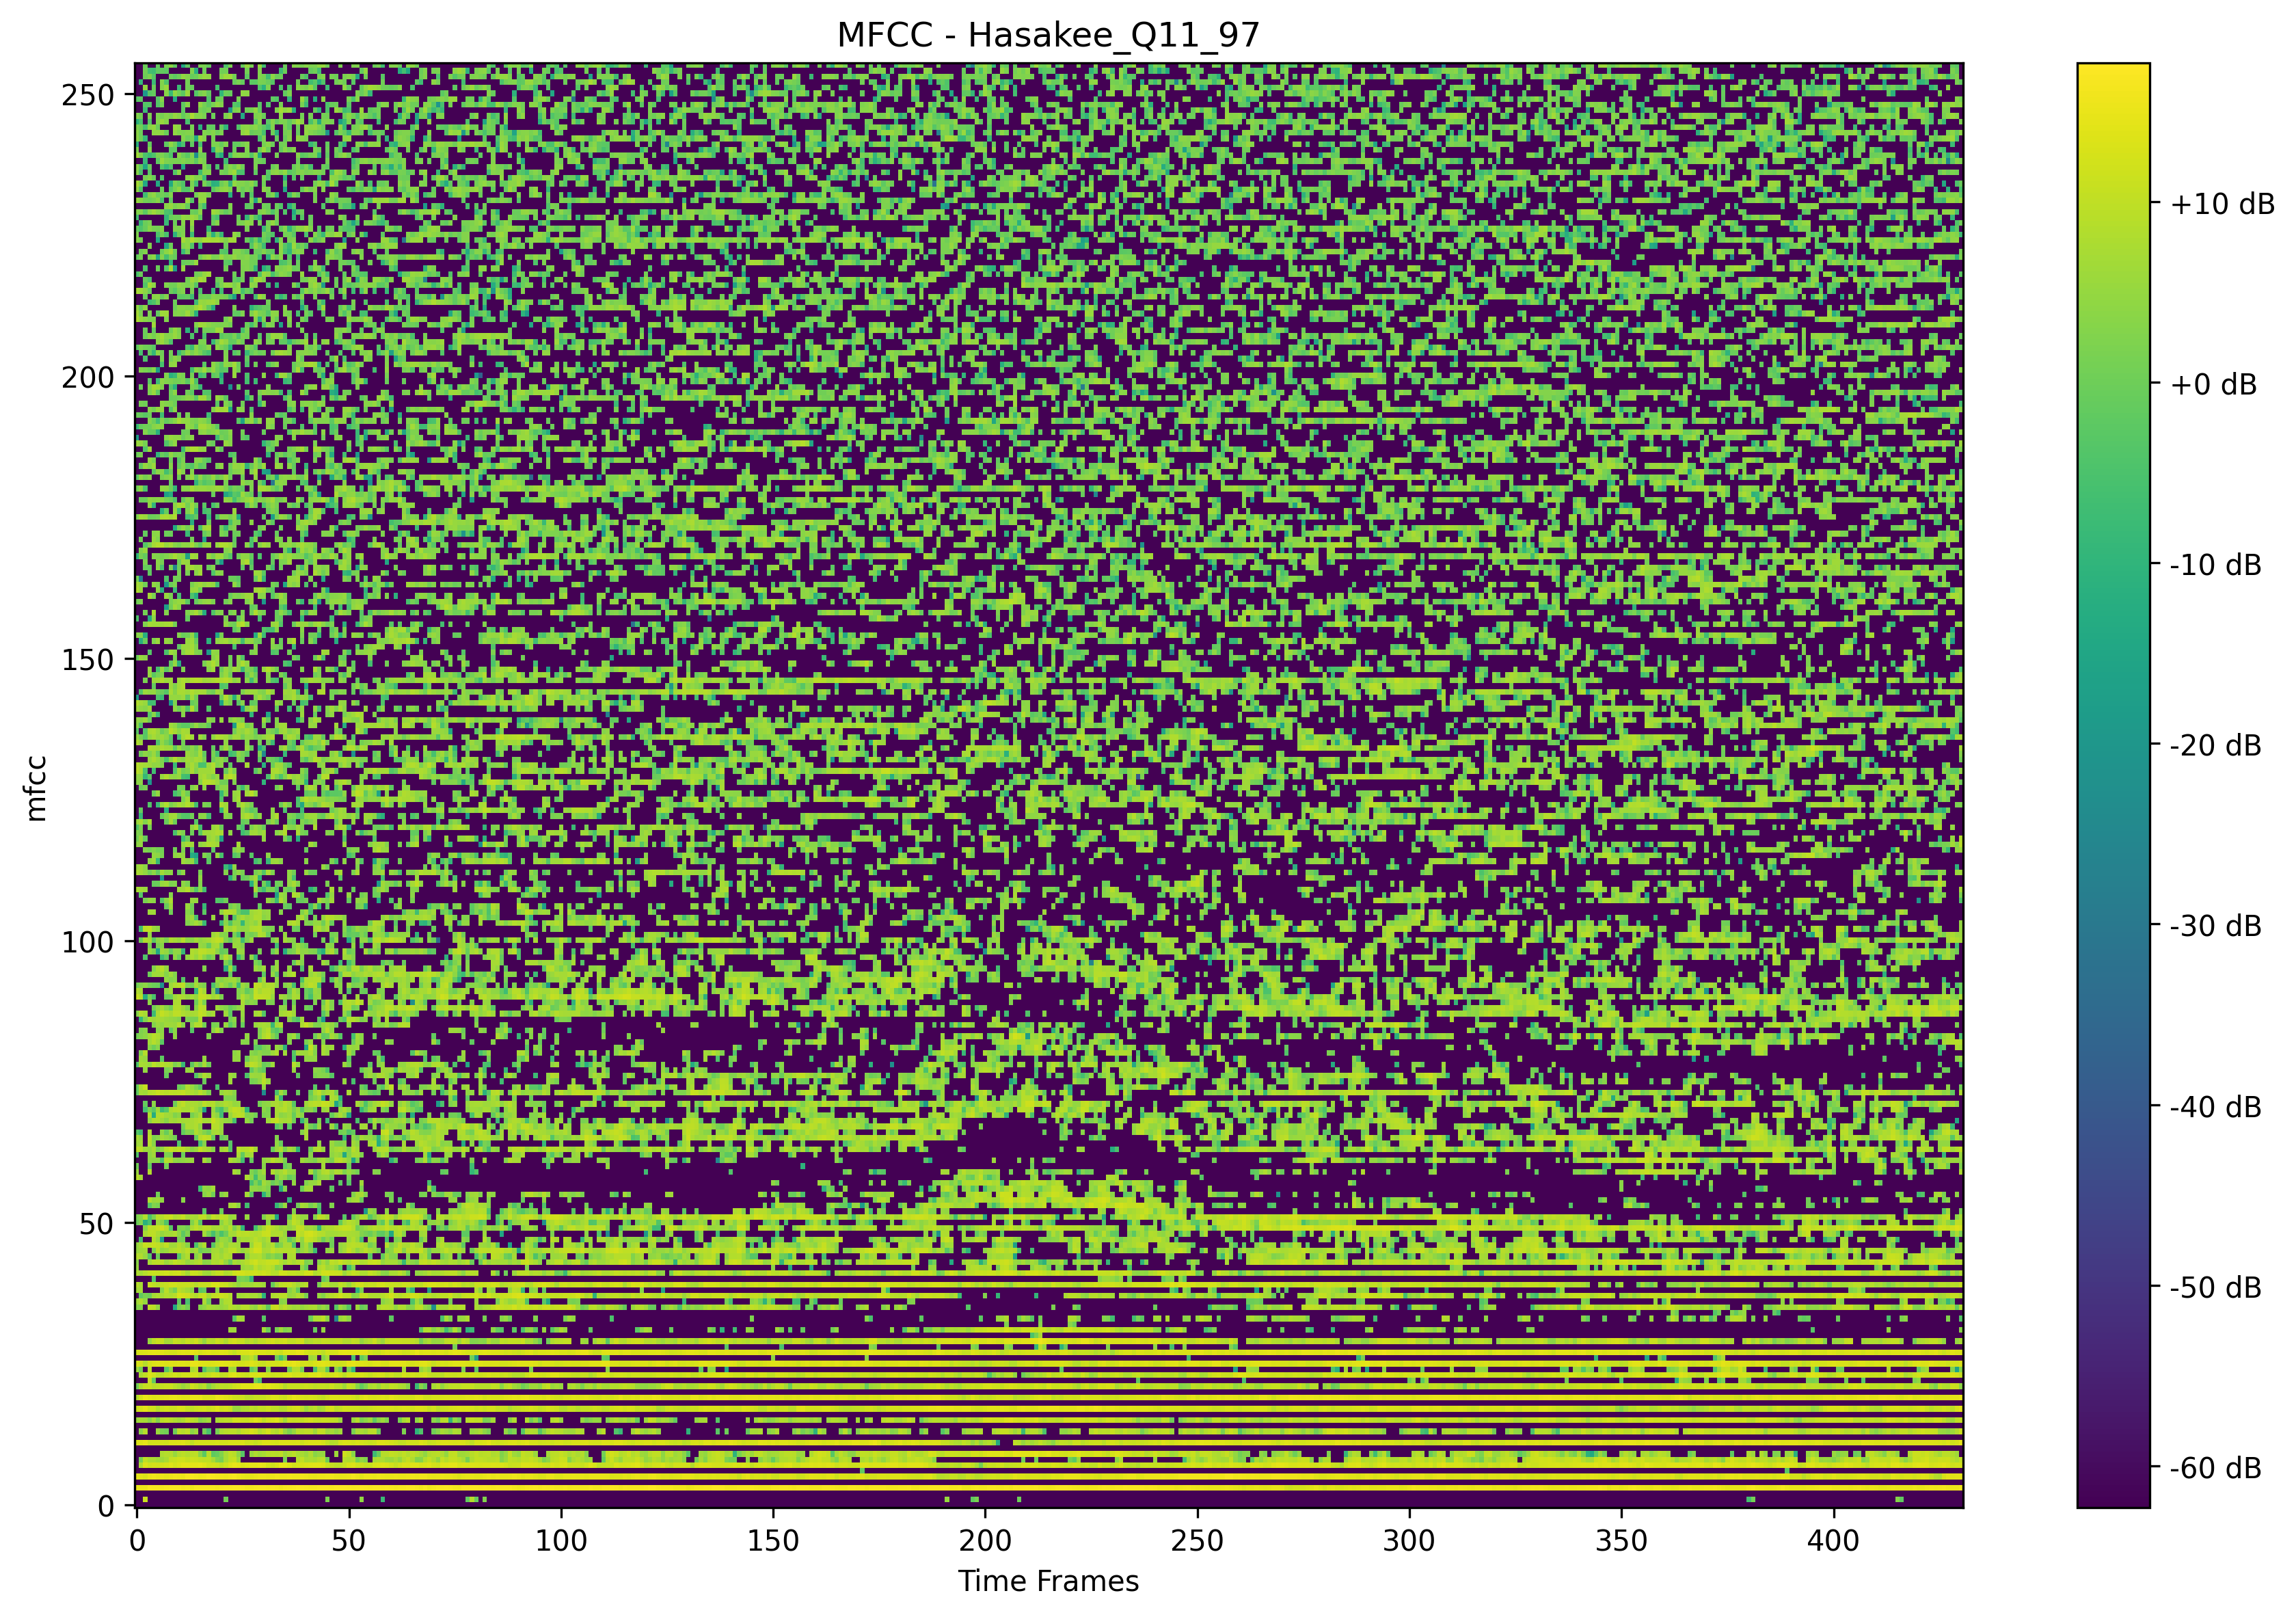 MFCC - Hasakee_Q11_97
mfcc
250
200
150
100
50
0
0 50 100 150 200 250 300 350 400
Time Frames
+10 dB
+0 dB
-10 dB
-20 dB
-30 dB
-40 dB
-50 dB
-60 dB